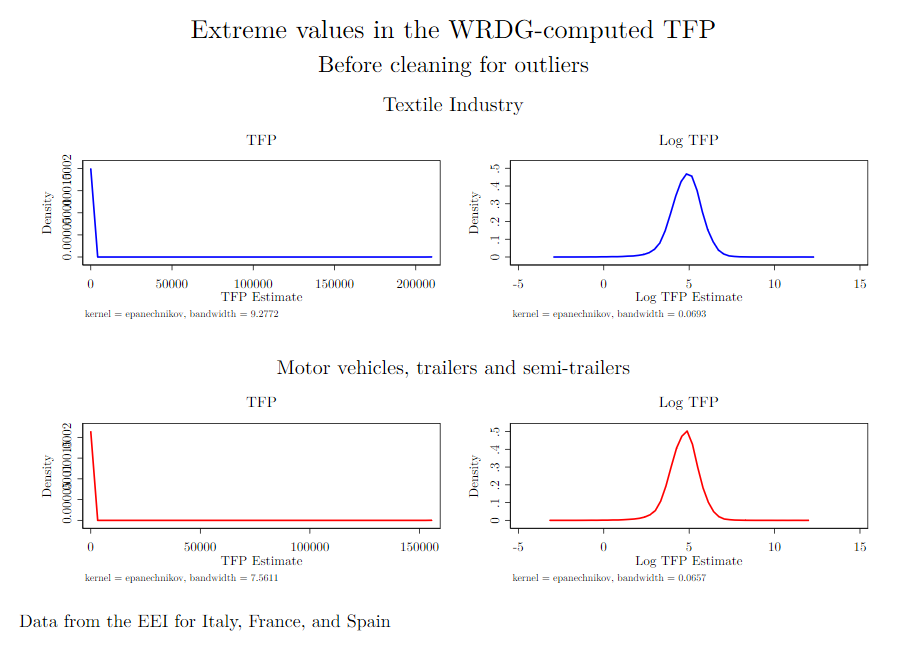 Extreme values in the WRDG-computed TFP
Before cleaning for outliers
Textile Industry
TFP
Density
0 50000 100000 150000 200000
TFP Estimate
kernel = epanechnikov, bandwidth = 9.2772
Log TFP
Density
0 .1 .2 .3 .4 .5
-5 0 5 10 15
Log TFP Estimate
kernel = epanechnikov, bandwidth = 0.0693
Motor vehicles, trailers and semi-trailers
TFP
Density
0 50000 100000 150000
TFP Estimate
kernel = epanechnikov, bandwidth = 7.5611
Log TFP
Density
0 .1 .2 .3 .4 .5
-5 0 5 10 15
Log TFP Estimate
kernel = epanechnikov, bandwidth = 0.0657
Data from the EEI for Italy, France, and Spain